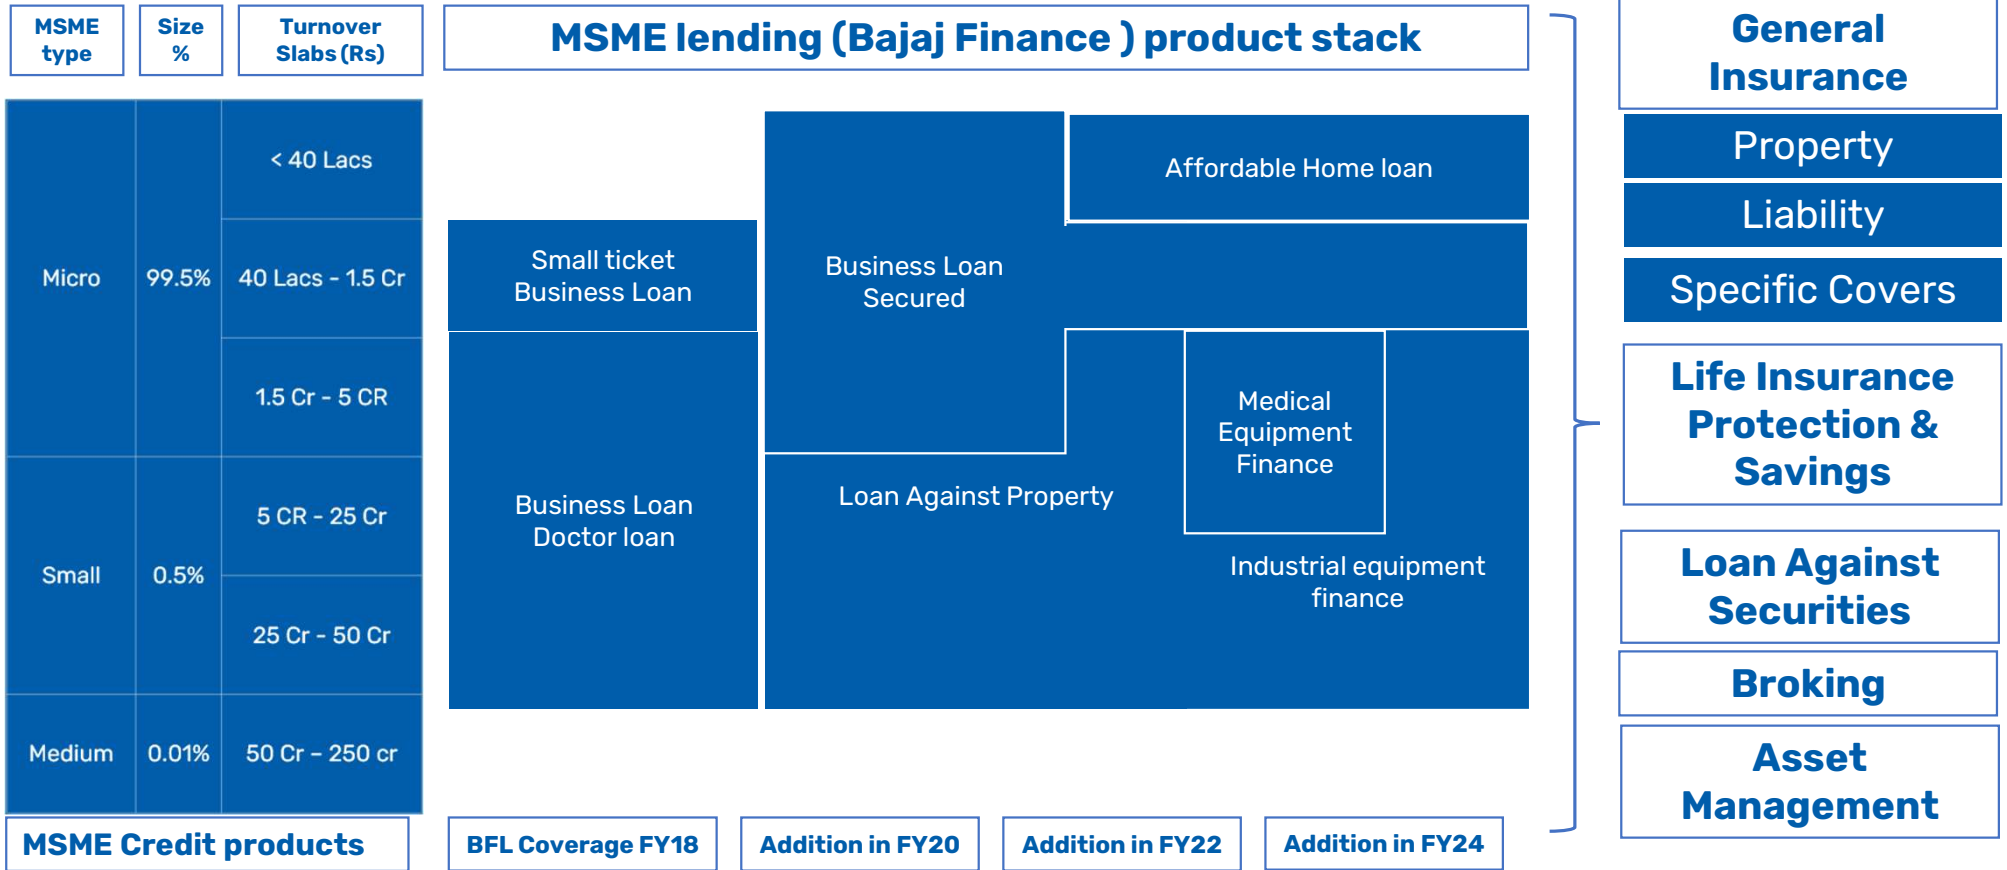 MSME
type
Size
%
Turnover
Slabs (Rs)
MSME lending (Bajaj Finance ) product stack
Micro
99.5%
< 40 Lacs
40 Lacs - 1.5 Cr
1.5 Cr - 5 CR
Small
0.5%
5 CR - 25 Cr
25 Cr - 50 Cr
Medium
0.01%
50 Cr – 250 cr
Small ticket
Business Loan
Business Loan
Doctor loan
Business Loan
Secured
Affordable Home loan
Loan Against Property
Medical
Equipment
Finance
Industrial equipment
finance
MSME Credit products
BFL Coverage FY18
Addition in FY20
Addition in FY22
Addition in FY24
General
Insurance
Property
Liability
Specific Covers
Life Insurance
Protection &
Savings
Loan Against
Securities
Broking
Asset
Management